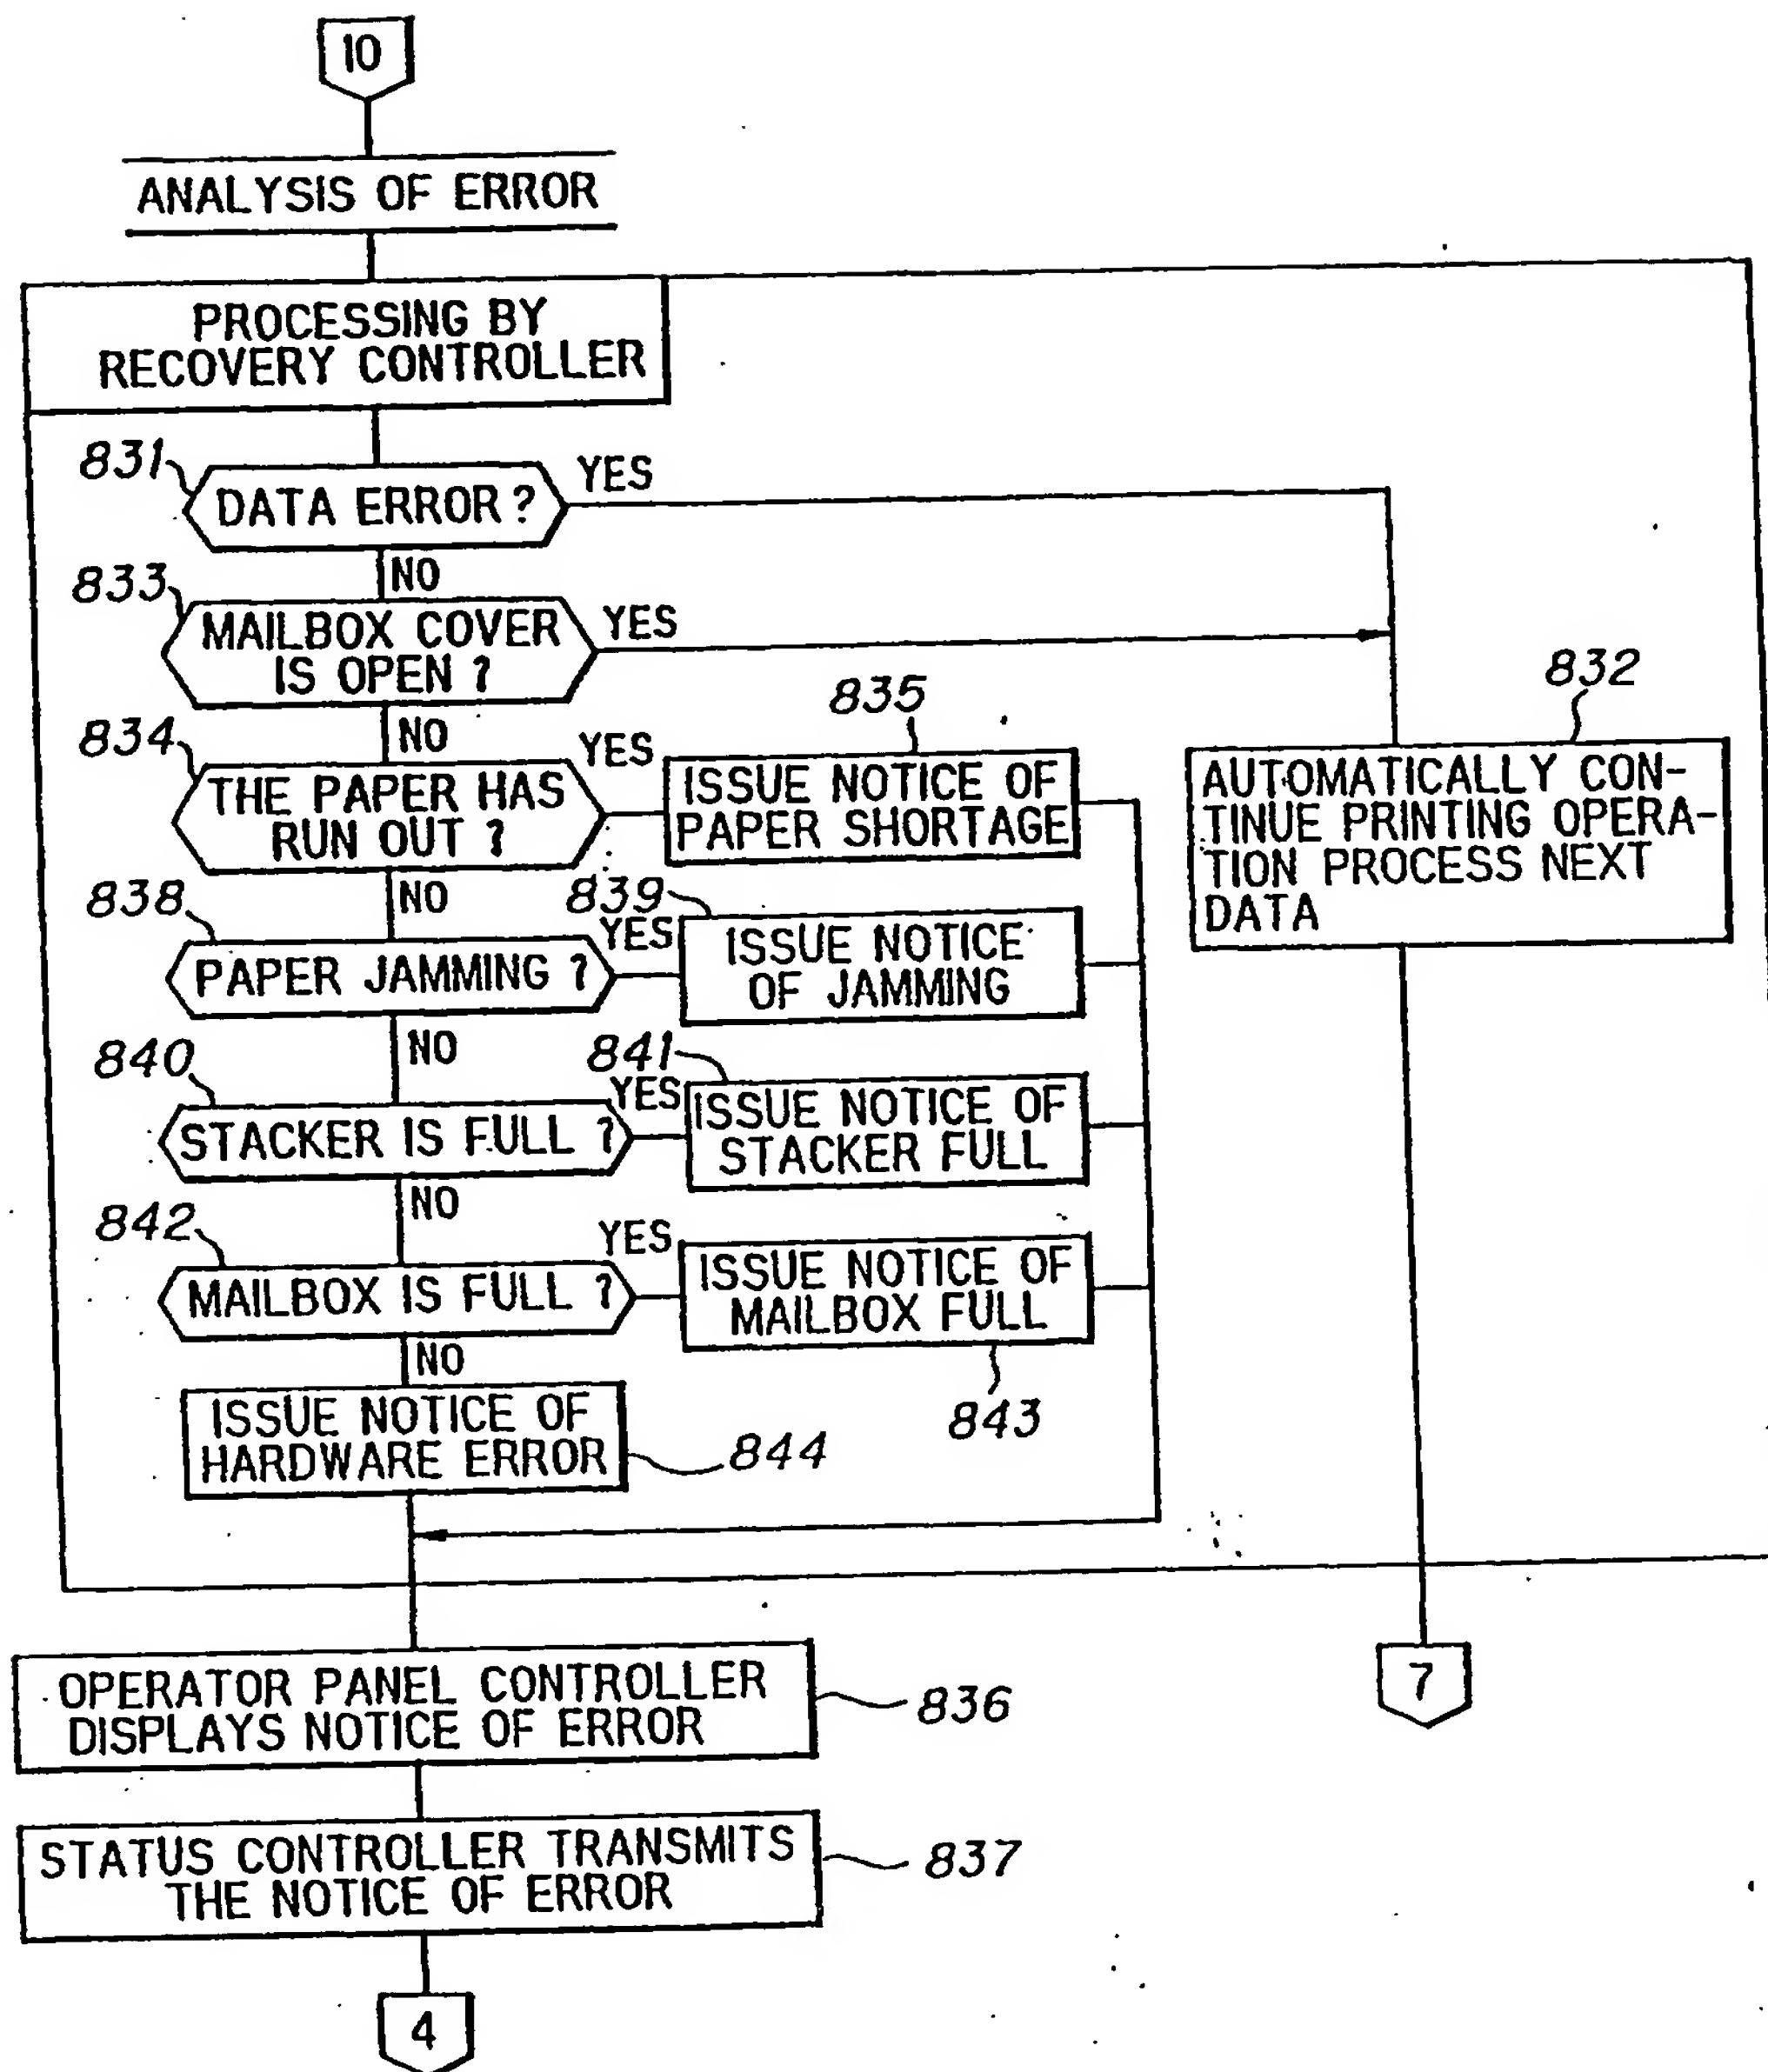 10
ANALYSIS OF ERROR
PROCESSING BY
RECOVERY CONTROLLER
831
DATA ERROR ?
YES
NO
833
MAILBOX COVER
IS OPEN ?
YES
NO
834
THE PAPER HAS
RUN OUT ?
YES
835
ISSUE NOTICE OF
PAPER SHORTAGE
832
AUTOMATICALLY CON-
TINUE PRINTING OPERA-
TION PROCESS NEXT
DATA
NO
838
PAPER JAMMING ?
YES
839
ISSUE NOTICE
OF JAMMING
NO
840
STACKER IS FULL ?
YES
841
ISSUE NOTICE OF
STACKER FULL
NO
842
MAILBOX IS FULL ?
YES
ISSUE NOTICE OF
MAILBOX FULL
843
NO
ISSUE NOTICE OF
HARDWARE ERROR
844
OPERATOR PANEL CONTROLLER
DISPLAYS NOTICE OF ERROR
836
7
STATUS CONTROLLER TRANSMITS
THE NOTICE OF ERROR
837
4